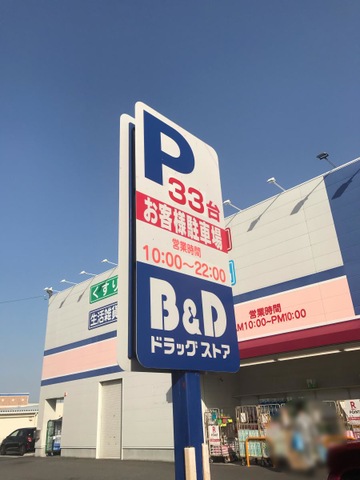 P
33台
お客様駐車場
営業時間
10:00~22:00
B&D
ドラッグストア
くすり
生活雑貨
営業時間
AM10:00-PM10:00
R
R